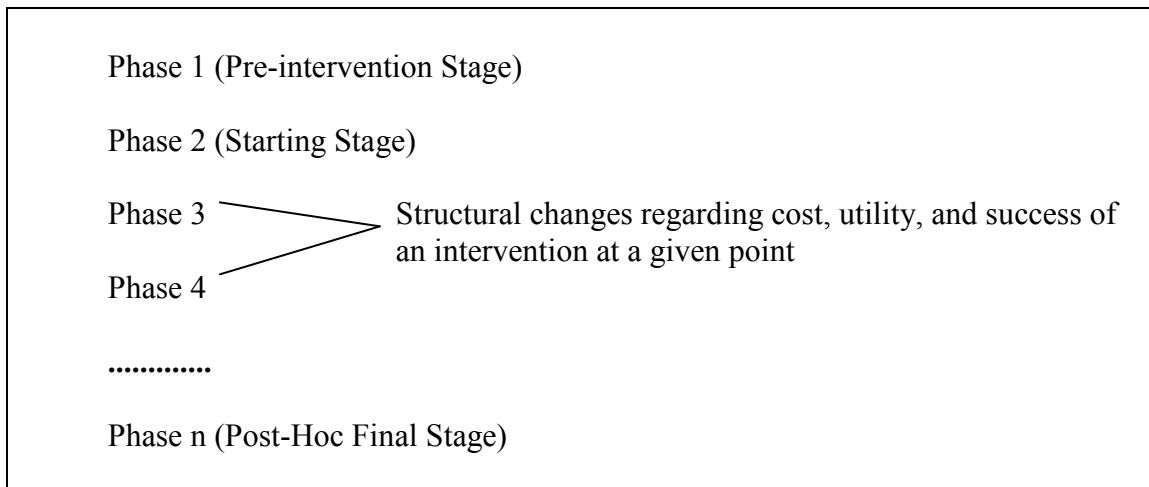 Phase 1 (Pre-intervention Stage)
Phase 2 (Starting Stage)
Phase 3
Structural changes regarding cost, utility, and success of
an intervention at a given point
Phase 4
.............
Phase n (Post-Hoc Final Stage)